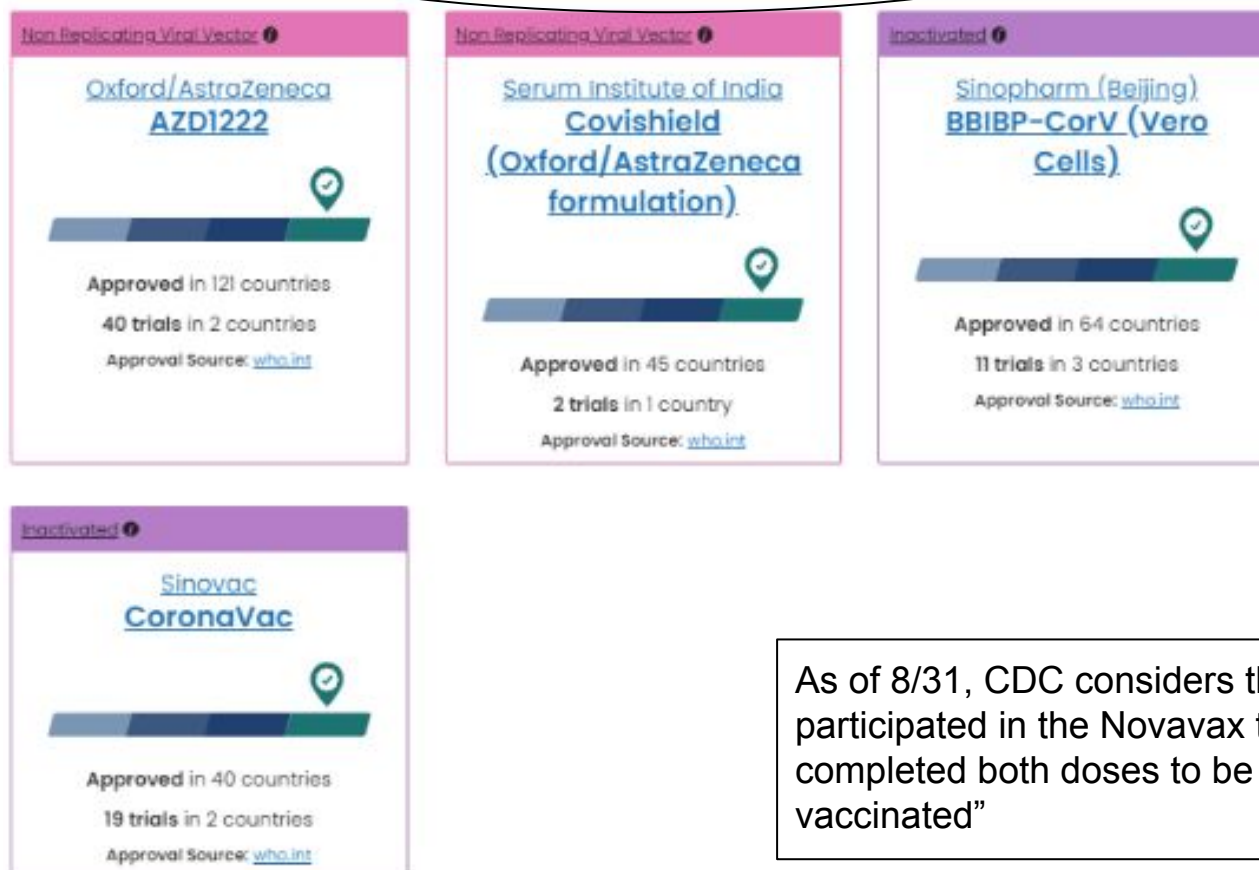 Non Replicating Viral Vector
Oxford/AstraZeneca
AZD1222
Approved in 121 countries
40 trials in 2 countries
Approval Source: who.int
Non Replicating Viral Vector
Serum Institute of India
Covishield
(Oxford/AstraZeneca
formulation)
Approved in 45 countries
2 trials in 1 country
Approval Source: who.int
Inactivated
Sinopharm (Beijing)
BBIBP-CorV (Vero
Cells)
Approved in 64 countries
11 trials in 3 countries
Approval Source: who.int
Inactivated
Sinovac
CoronaVac
Approved in 40 countries
19 trials in 2 countries
Approval Source: who.int
As of 8/31, CDC considers
participated in the Novavax
completed both doses to be
vaccinated”